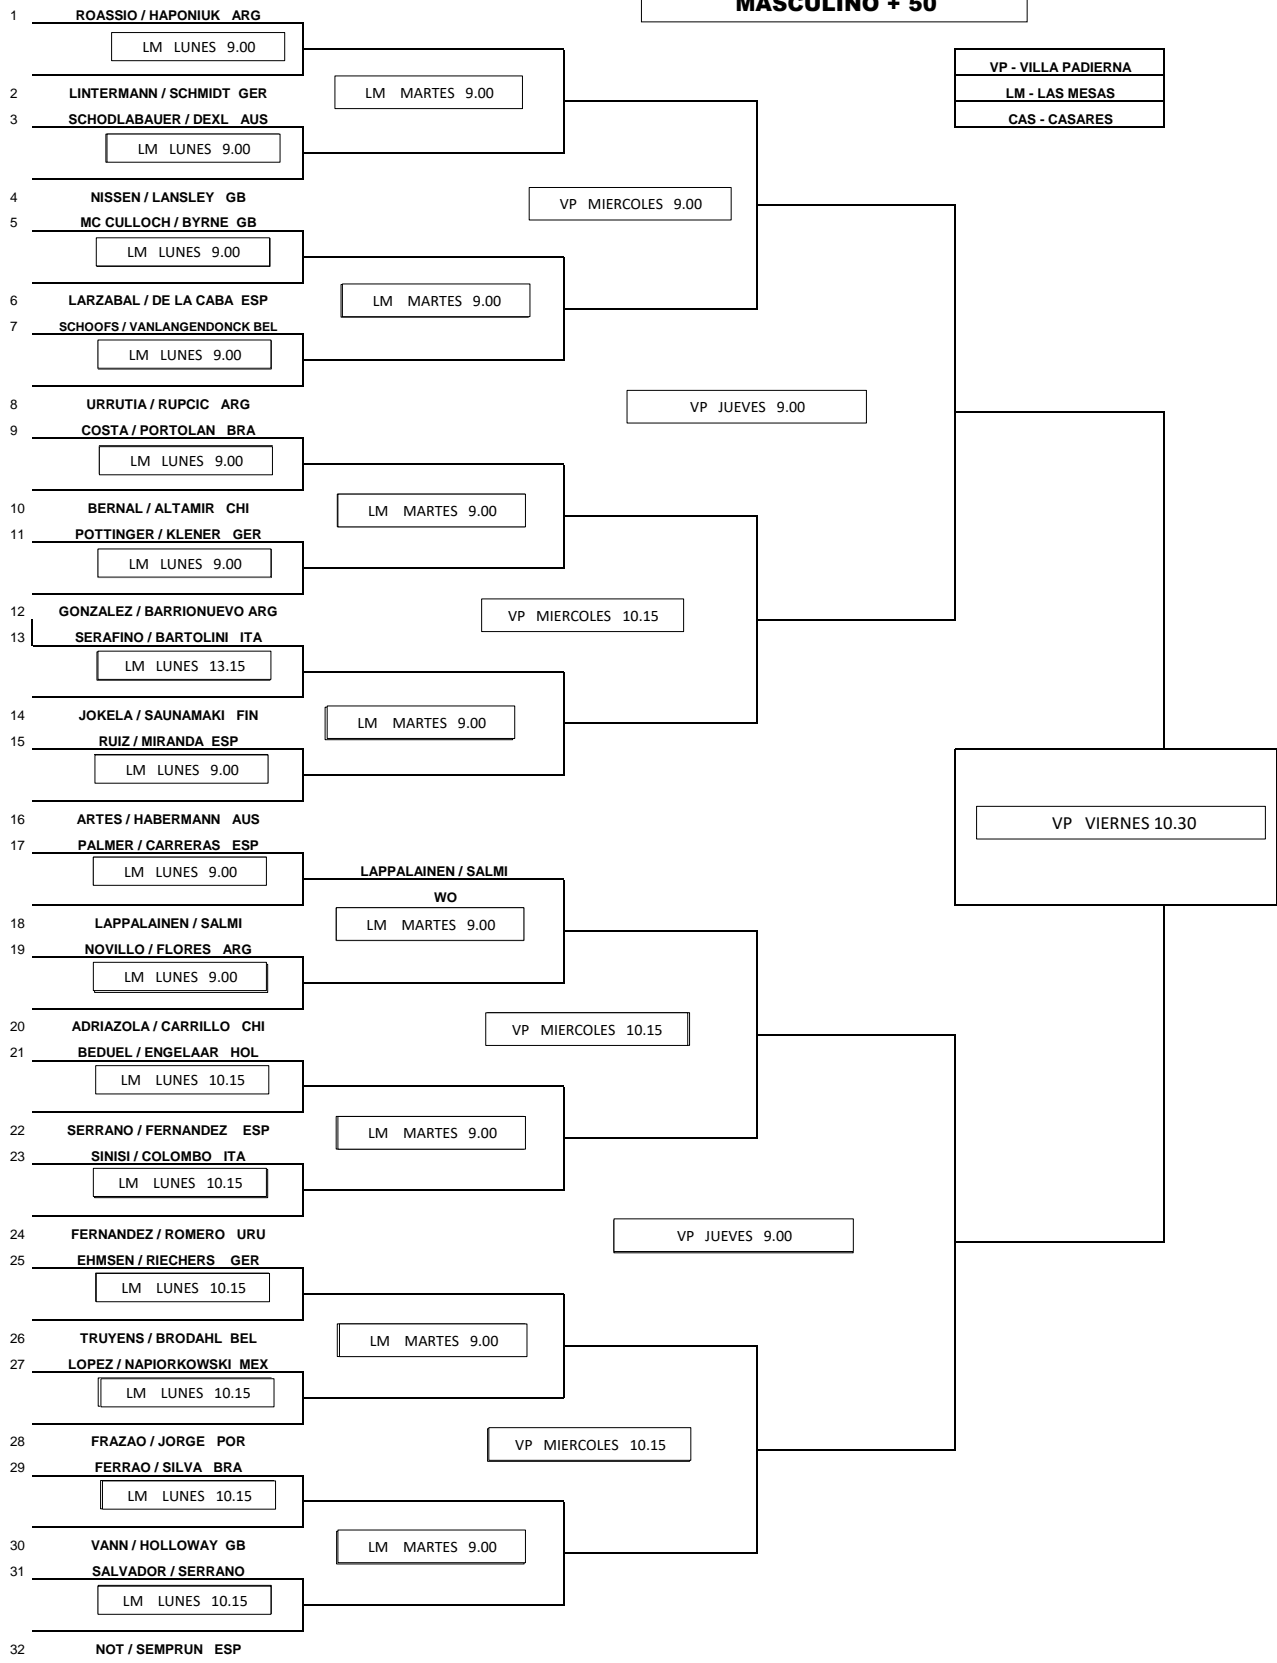 MASCULINO + 50
1 ROASSIO / HAPONIUK ARG
LM LUNES 9.00
VP - VILLA PADIERNA
2 LINTERMANN / SCHMIDT GER
LM MARTES 9.00
LM - LAS MESAS
3 SCHODLABAUER / DEXL AUS
CAS - CASARES
LM LUNES 9.00
4 NISSEN / LANSLEY GB
VP MIERCOLES 9.00
5 MC CULLOCH / BYRNE GB
LM LUNES 9.00
6 LARZABAL / DE LA CABA ESP
LM MARTES 9.00
7 SCHOOFS / VANLANGENDONCK BEL
LM LUNES 9.00
8 URRUTIA / RUPCIC ARG
VP JUEVES 9.00
9 COSTA / PORTOLAN BRA
LM LUNES 9.00
10 BERNAL / ALTAMIR CHI
LM MARTES 9.00
11 POTTINGER / KLENER GER
LM LUNES 9.00
12 GONZALEZ / BARRIONUEVO ARG
VP MIERCOLES 10.15
13 SERAFINO / BARTOLINI ITA
LM LUNES 13.15
14 JOKELA / SAUNAMAKI FIN
LM MARTES 9.00
15 RUIZ / MIRANDA ESP
LM LUNES 9.00
16 ARTES / HABERMANN AUS
VP VIERNES 10.30
17 PALMER / CARRERAS ESP
LM LUNES 9.00
LAPPALAINEN / SALMI
WO
18 LAPPALAINEN / SALMI
LM MARTES 9.00
19 NOVILLO / FLORES ARG
LM LUNES 9.00
20 ADRIAZOLA / CARRILLO CHI
VP MIERCOLES 10.15
21 BEDUEL / ENGELAAR HOL
LM LUNES 10.15
22 SERRANO / FERNANDEZ ESP
LM MARTES 9.00
23 SINISI / COLOMBO ITA
LM LUNES 10.15
24 FERNANDEZ / ROMERO URU
VP JUEVES 9.00
25 EHMSEN / RIECHERS GER
LM LUNES 10.15
26 TRUYENS / BRODAHL BEL
LM MARTES 9.00
27 LOPEZ / NAPIORKOWSKI MEX
LM LUNES 10.15
28 FRAZAO / JORGE POR
VP MIERCOLES 10.15
29 FERRAO / SILVA BRA
LM LUNES 10.15
30 VANN / HOLLOWAY GB
LM MARTES 9.00
31 SALVADOR / SERRANO
LM LUNES 10.15
32 NOT / SEMPRUN ESP